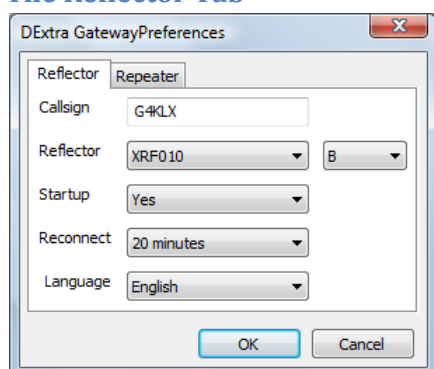 The Reflector Tab
DExtra GatewayPreferences
Reflector Repeater
Callsign G4KLX
Reflector XRF010 B
Startup Yes
Reconnect 20 minutes
Language English
OK Cancel